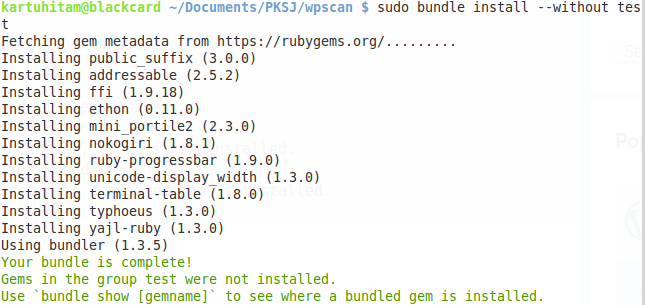 kartuhitam@blackcard ~/Documents/PKSJ/wpscan $ sudo bundle install --without tes
t
Fetching gem metadata from https://rubygems.org/.........
Installing public_suffix (3.0.0)
Installing addressable (2.5.2)
Installing ffi (1.9.18)
Installing ethon (0.11.0)
Installing mini_portile2 (2.3.0)
Installing nokogiri (1.8.1)
Installing ruby-progressbar (1.9.0)
Installing unicode-display_width (1.3.0)
Installing terminal-table (1.8.0)
Installing typhoeus (1.3.0)
Installing yajl-ruby (1.3.0)
Using bundler (1.3.5)
Your bundle is complete!
Gems in the group test were not installed.
Use `bundle show [gemname]` to see where a bundled gem is installed.